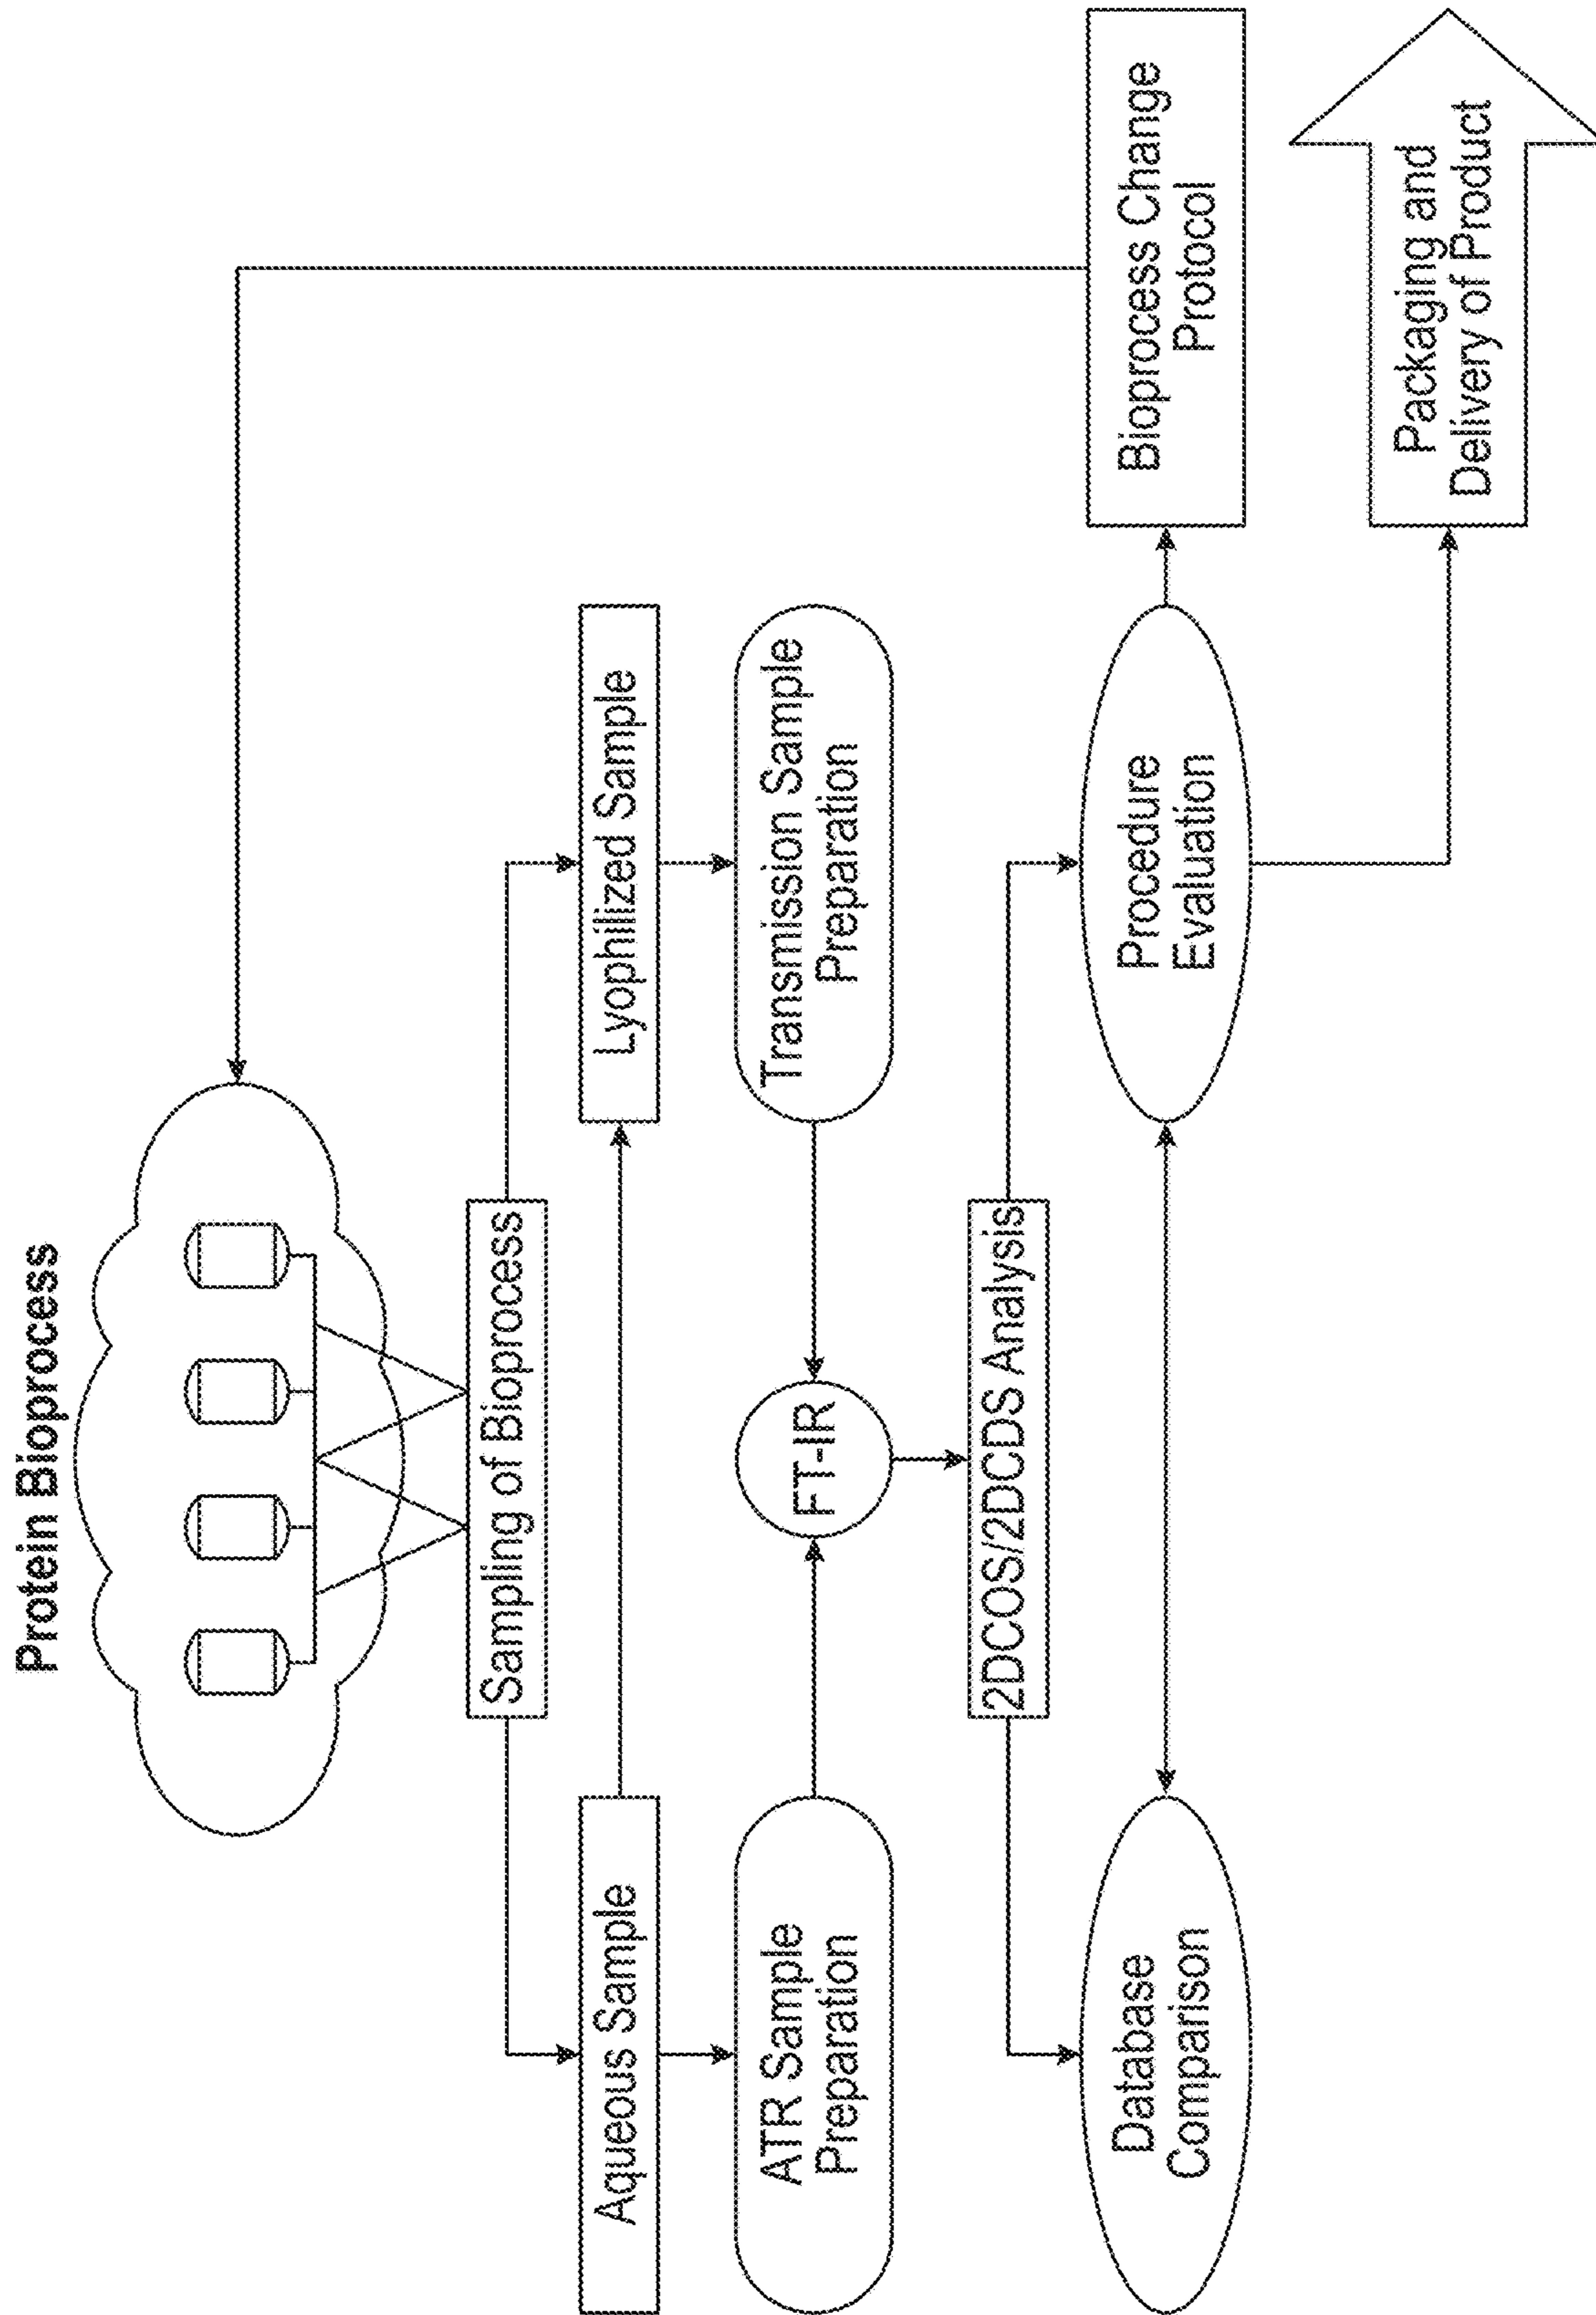 Protein Bioprocess
Sampling of Bioprocess
Aqueous Sample
Lyophilized Sample
ATR Sample
Preparation
FT-IR
Transmission Sample
Preparation
2DCOS/2DCDS Analysis
Database
Comparison
Procedure
Evaluation
Bioprocess Change
Protocol
Packaging and
Delivery of Product